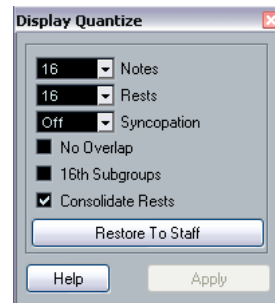 Display Quantize
16 Notes
16 Rests
Off Syncopation
No Overlap
16th Subgroups
Consolidate Rests
Restore To Staff
Help Apply